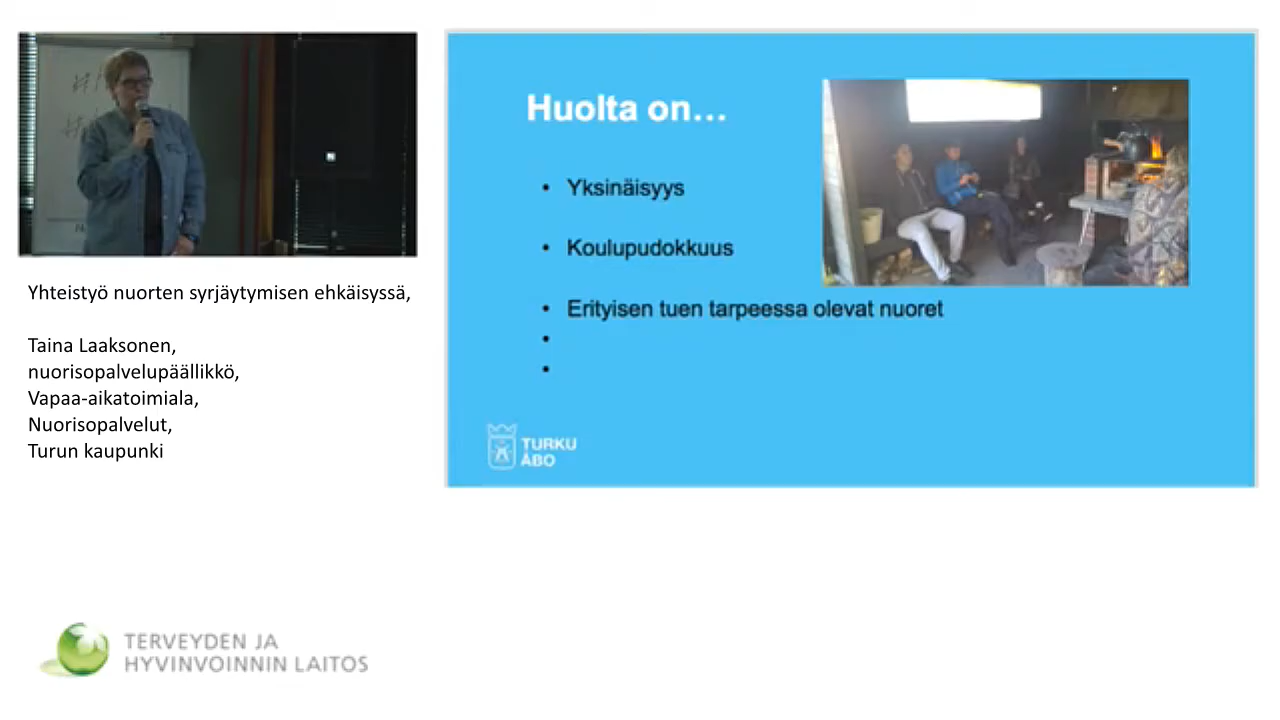 Yhteistyö nuorten syrjäytymisen ehkäisyssä,
Taina Laaksonen,
nuorisopalvelupäällikkö,
Vapaa-aikatoimiala,
Nuorisopalvelut,
Turun kaupunki
Huolta on...
• Yksinäisyys
• Koulupudokkuus
• Erityisen tuen tarpeessa olevat nuoret
•
•
TURKU
ÅBO
TERVEYDEN JA
HYVINVOINNIN LAITOS